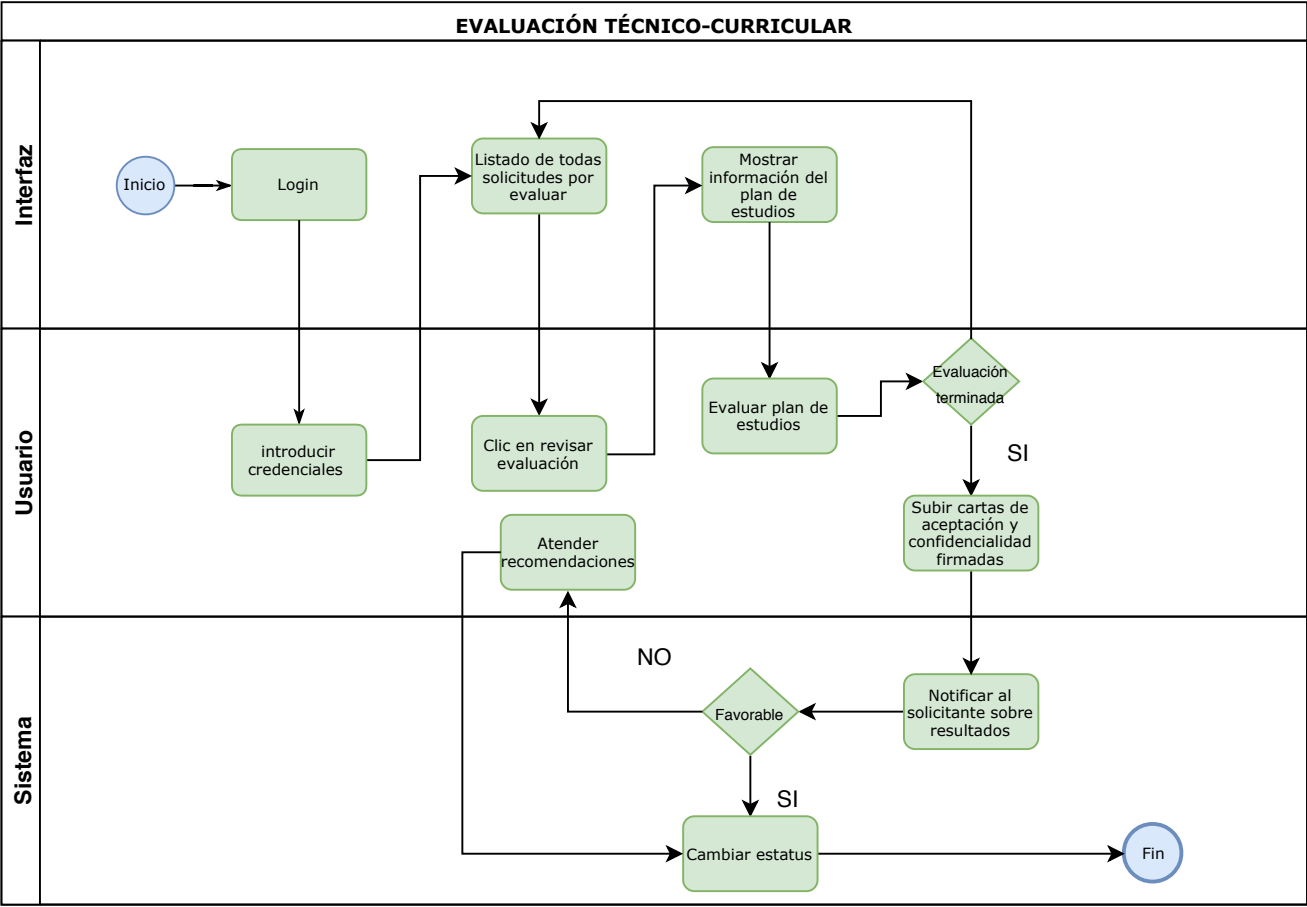 EVALUACIÓN TÉCNICO-CURRICULAR
Interfaz
Inicio
Login
Listado de todas
solicitudes por
evaluar
Mostrar
información del
plan de
estudios
Usuario
introducir
credenciales
Clic en revisar
evaluación
Evaluar plan de
estudios
Evaluación
terminada
SI
Subir cartas de
aceptación y
confidencialidad
firmadas
Atender
recomendaciones
Sistema
NO
Favorable
Notificar al
solicitante sobre
resultados
SI
Cambiar estatus
Fin